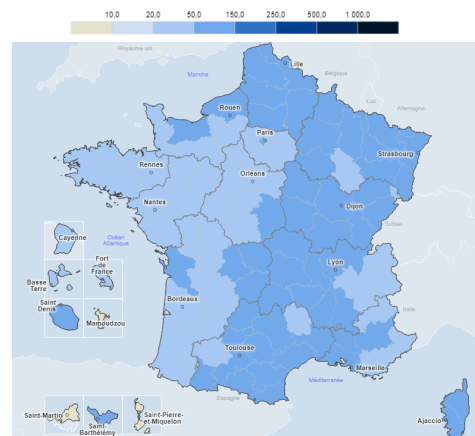 10,0 20,0 50,0 150,0 250,0 500,0 1 000,0
Royaume uni
Lille
Manche
Belgique
Rouen
Lux
Allemagne
Paris
Strasbourg
Rennes
Orléans
Nantes
Dijon
Suisse
Océan
Atlantique
Cayenne
Lyon
Basse
Terre
Fort
de
France
Bordeaux
Italie
Saint
Denis
Mamoudzou
Toulouse
Marseille
Méditerranée
Espagne
Saint-Martin
Saint-
Barthélémy
Saint-Pierre-
et-Miquelon
Ajaccio